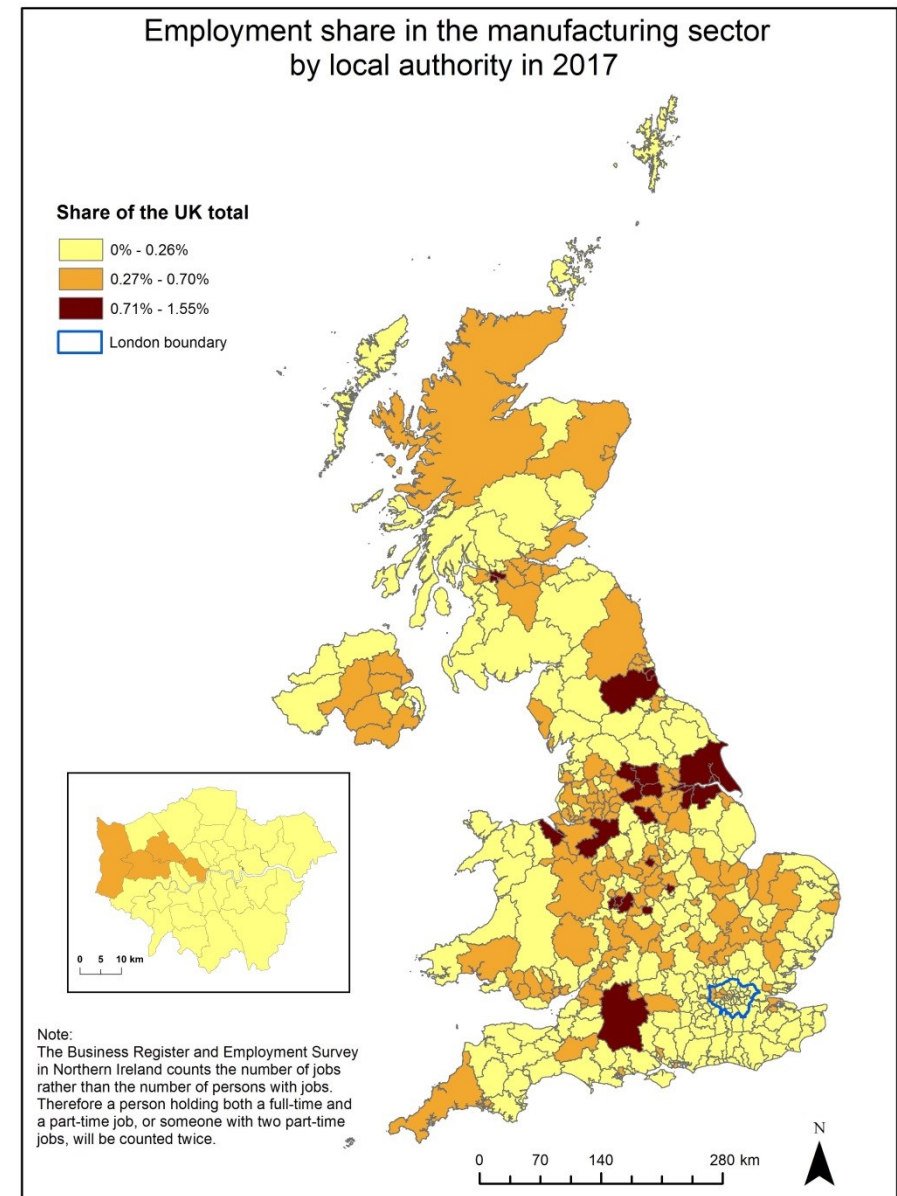 Employment share in the manufacturing sector
by local authority in 2017
Share of the UK total
0% - 0.26%
0.27% - 0.70%
0.71% - 1.55%
London boundary
0 5 10 km
Note:
The Business Register and Employment Survey
in Northern Ireland counts the number of jobs
rather than the number of persons with jobs.
Therefore a person holding both a full-time and
a part-time job, or someone with two part-time
jobs, will be counted twice.
N
0 70 140 280 km